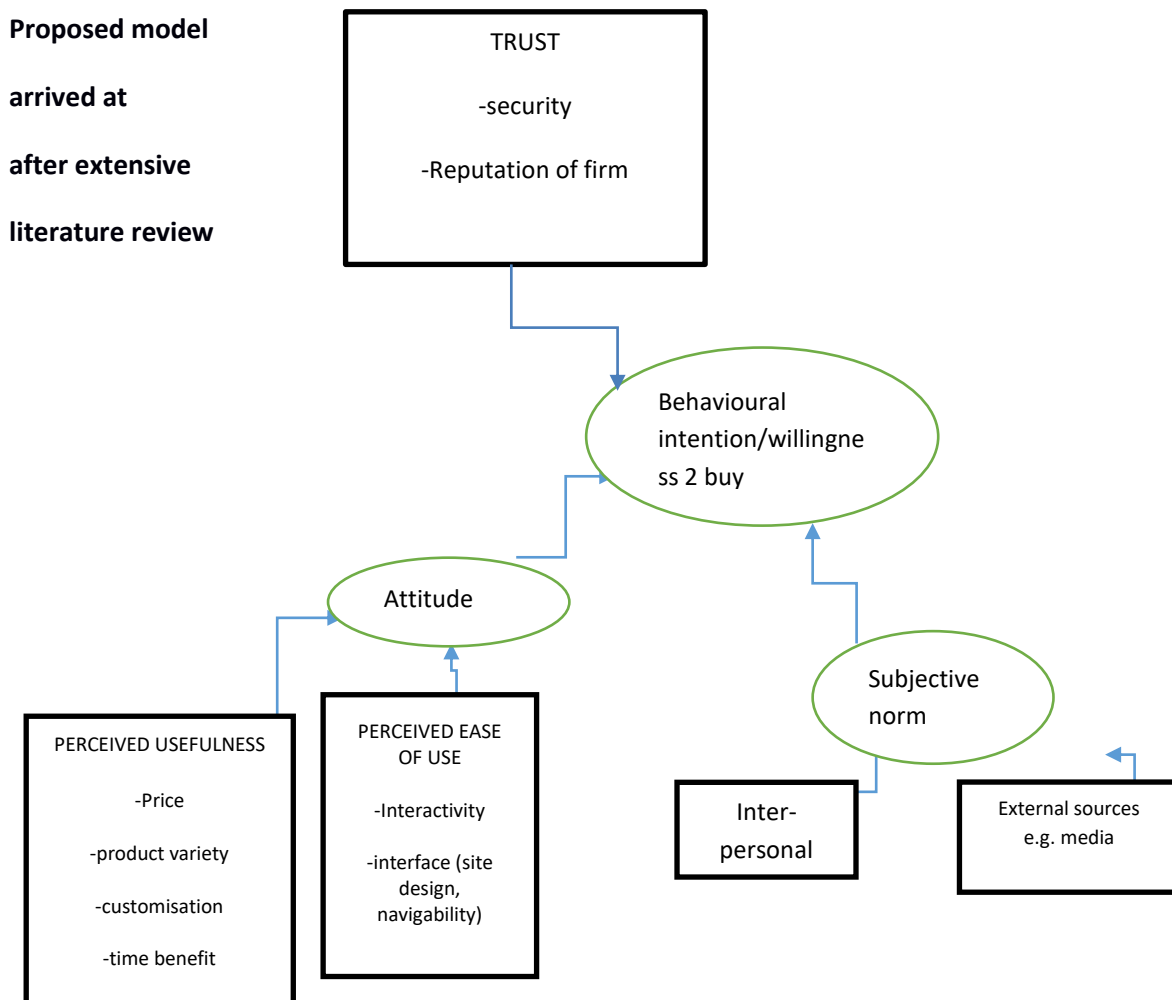 Proposed model
arrived at
after extensive
literature review
TRUST
-security
-Reputation of firm
Behavioural
intention/willingne
ss 2 buy
Attitude
Subjective
norm
PERCEIVED USEFULNESS
-Price
-product variety
-customisation
-time benefit
PERCEIVED EASE
OF USE
-Interactivity
-interface (site
design,
navigability)
Inter-
personal
External sources
e.g. media